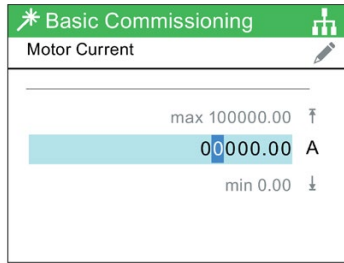 Basic Commissioning
Motor Current
max 100000.00
00000.00 A
min 0.00